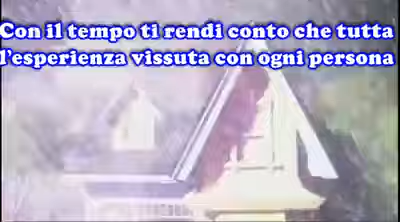 Con il tempo ti rendi conto che tutta
l'esperienza vissuta con ogni persona